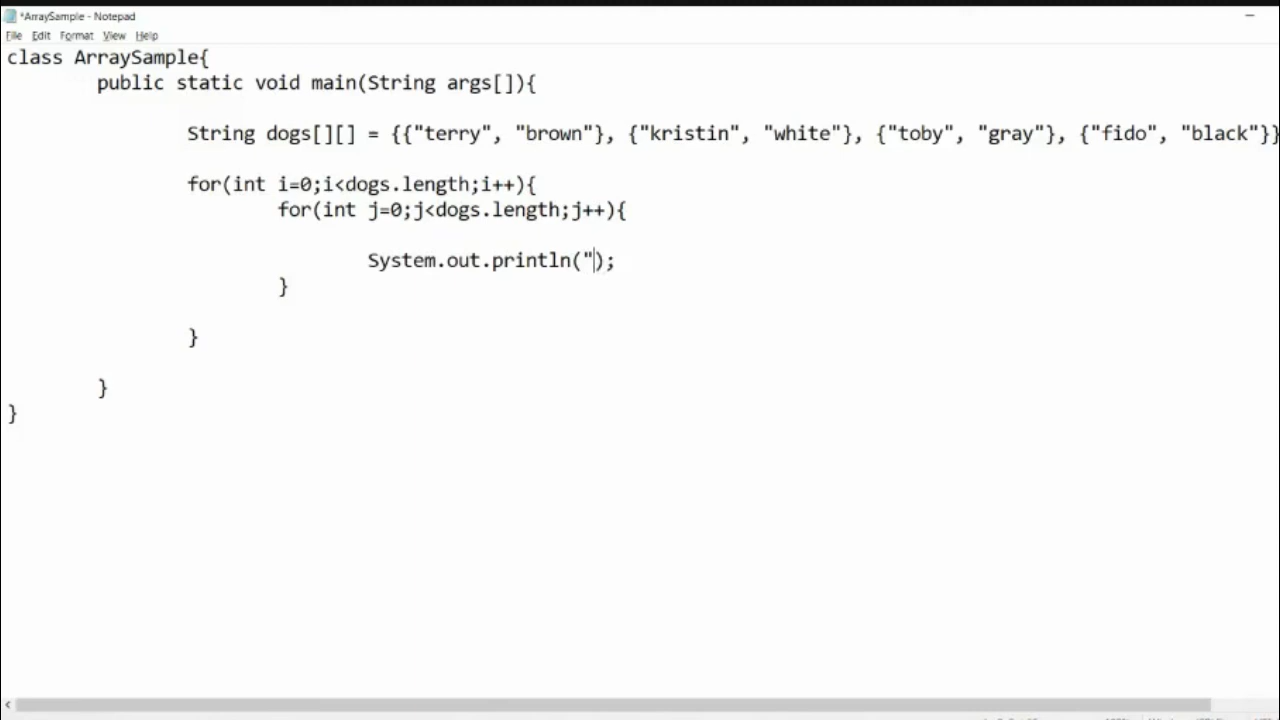 *ArraySample - Notepad
File Edit Format View Help
class ArraySample{
public static void main(String args[]){
String dogs[][] = {{"terry", "brown"}, {"kristin", "white"}, {"toby", "gray"}, {"fido", "black"}}
for(int i=0;i<dogs.length;i++){
for(int j=0;j<dogs.length;j++){
System.out.println(");
}
}
}
}